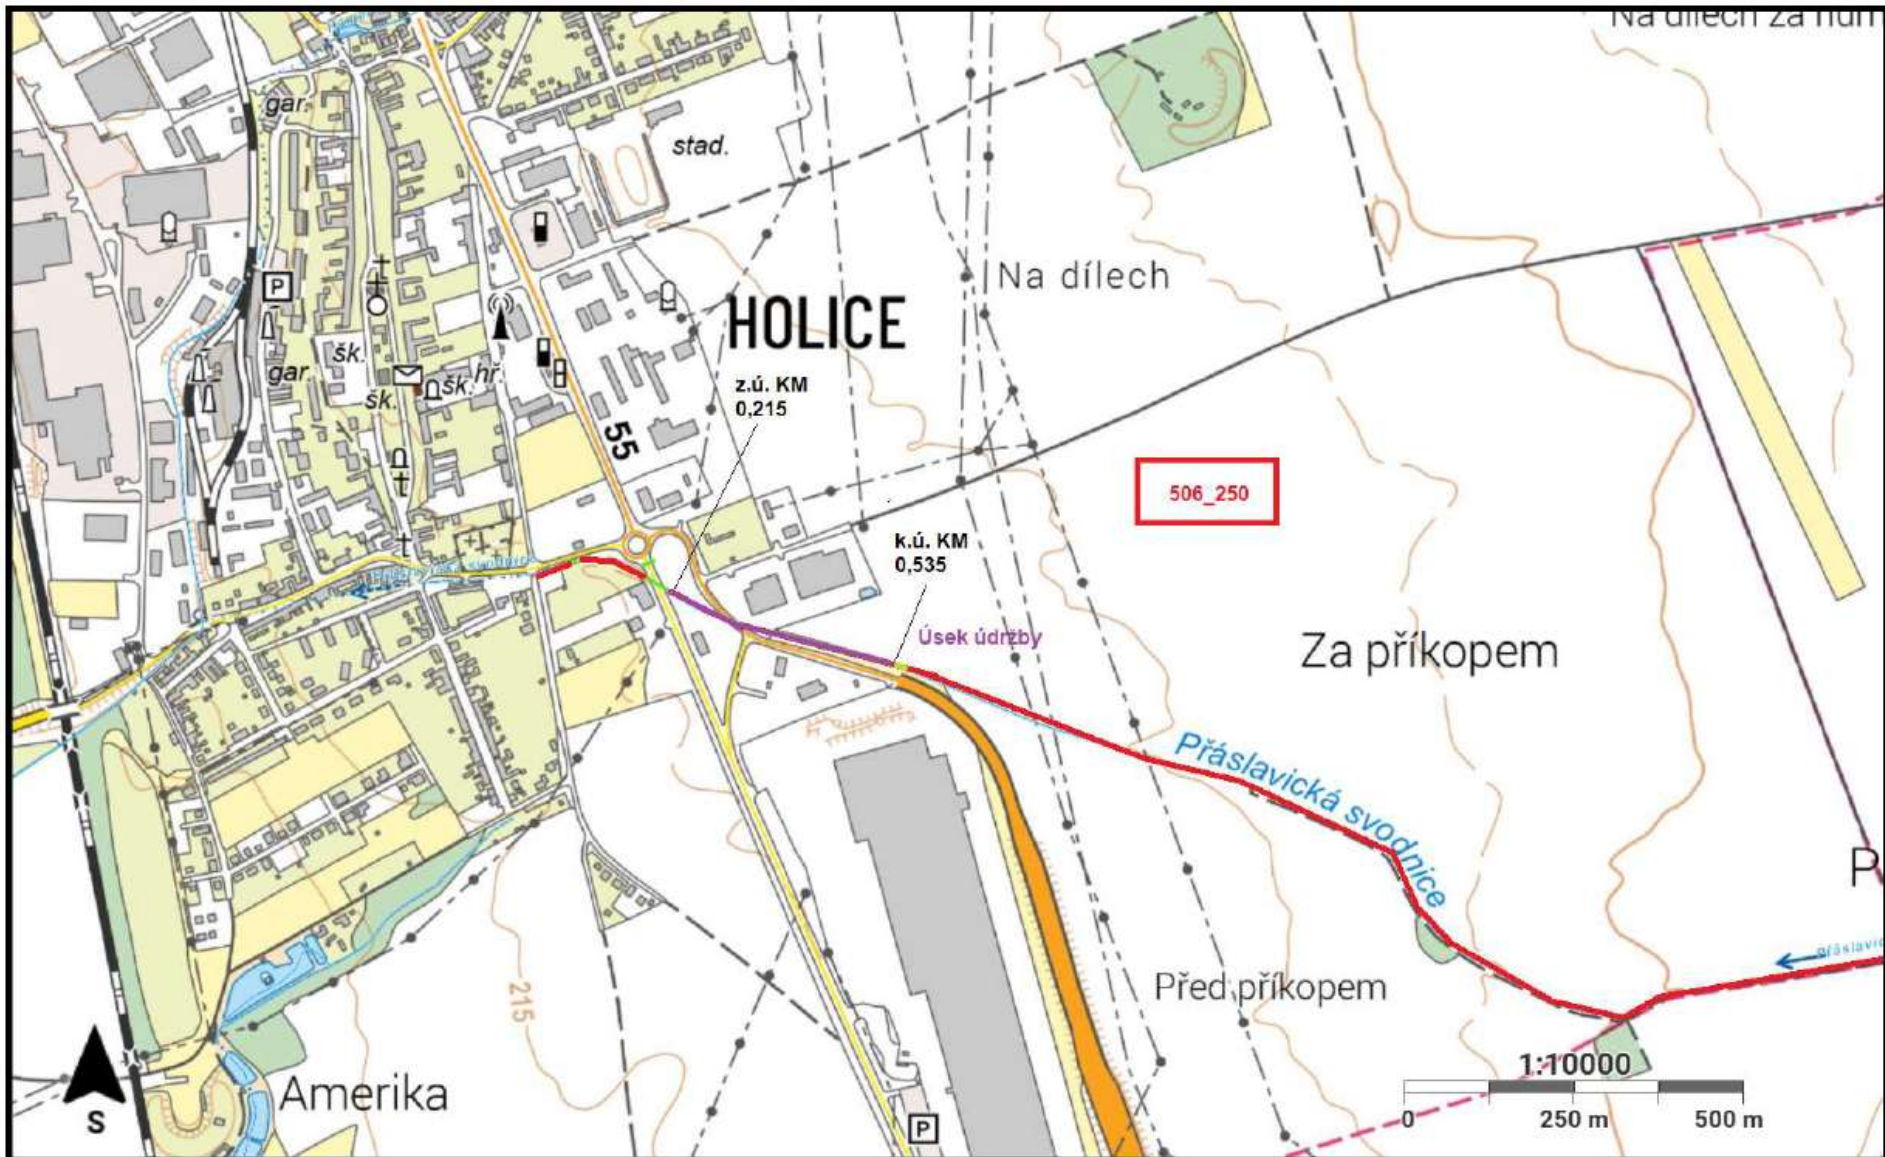 Na dílech za hum
gar.
stad.
P
Na dílech
HOLICE
šk.
gar.
šk. hř.
šk.
z.ú. KM
0,215
55
506_250
k.ú. KM
0,535
Úsek údržby
Za příkopem
Přáslavická svodnice
P
přáslavic
215
Před příkopem
1:10000
0 250 m 500 m
Amerika
S
P